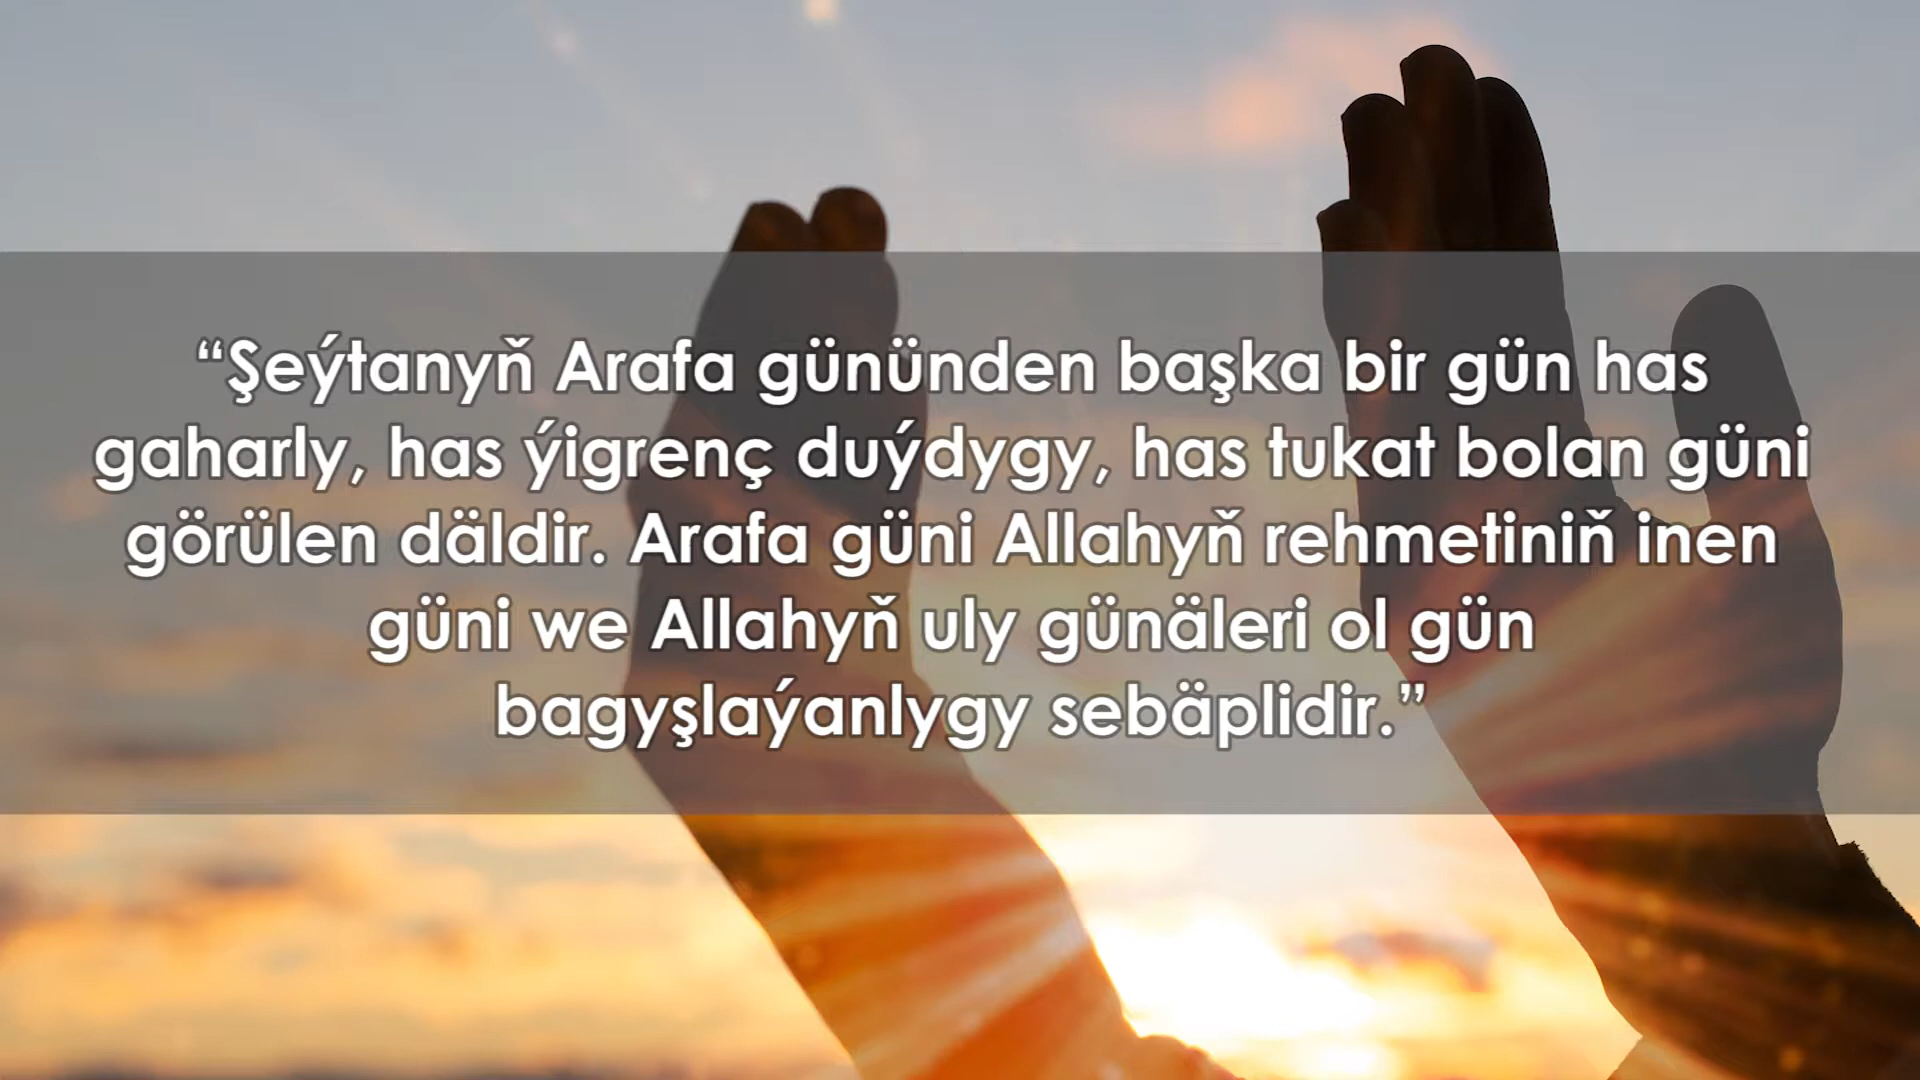 “Şeýtanyň Arafa gününden başka bir gün has
gaharly, has ýigrenç duýdygy, has tukat bolan güni
görülen däldir. Arafa güni Allahyň rehmetiniň inen
güni we Allahyň uly günäleri ol gün
bagyşlaýanlygy sebäplidir.”